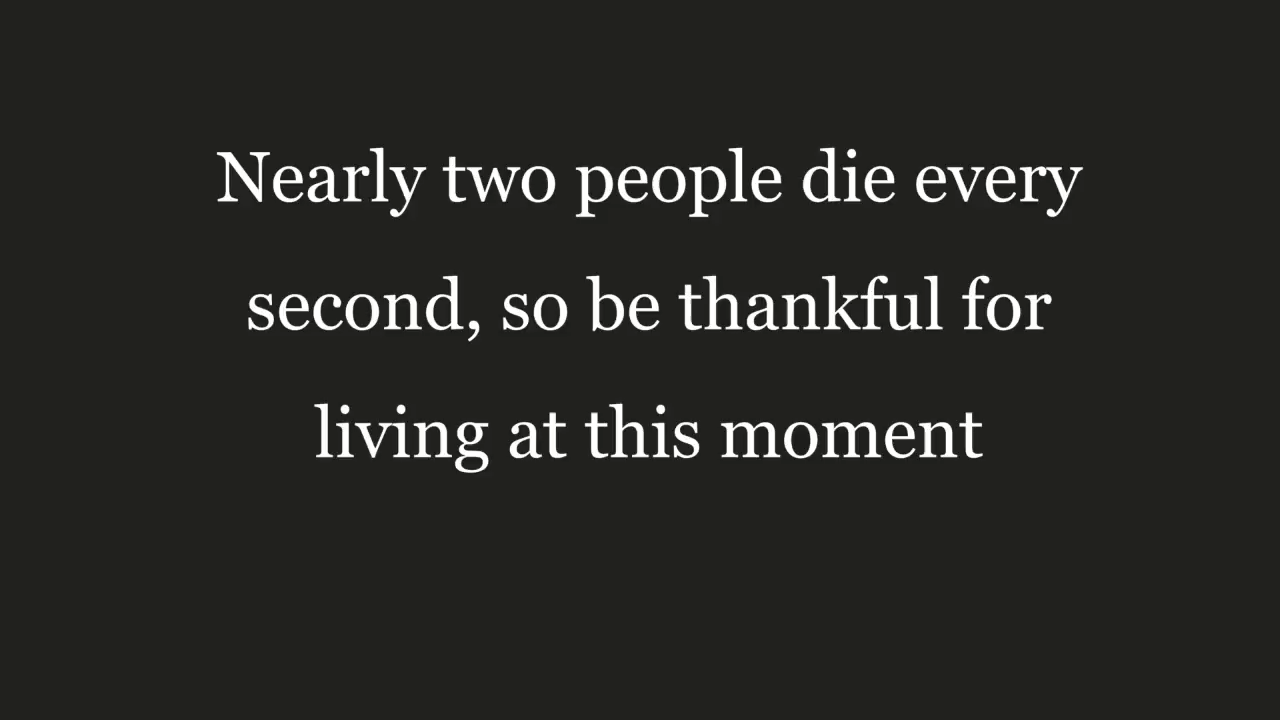 Nearly two people die every
second, so be thankful for
living at this moment